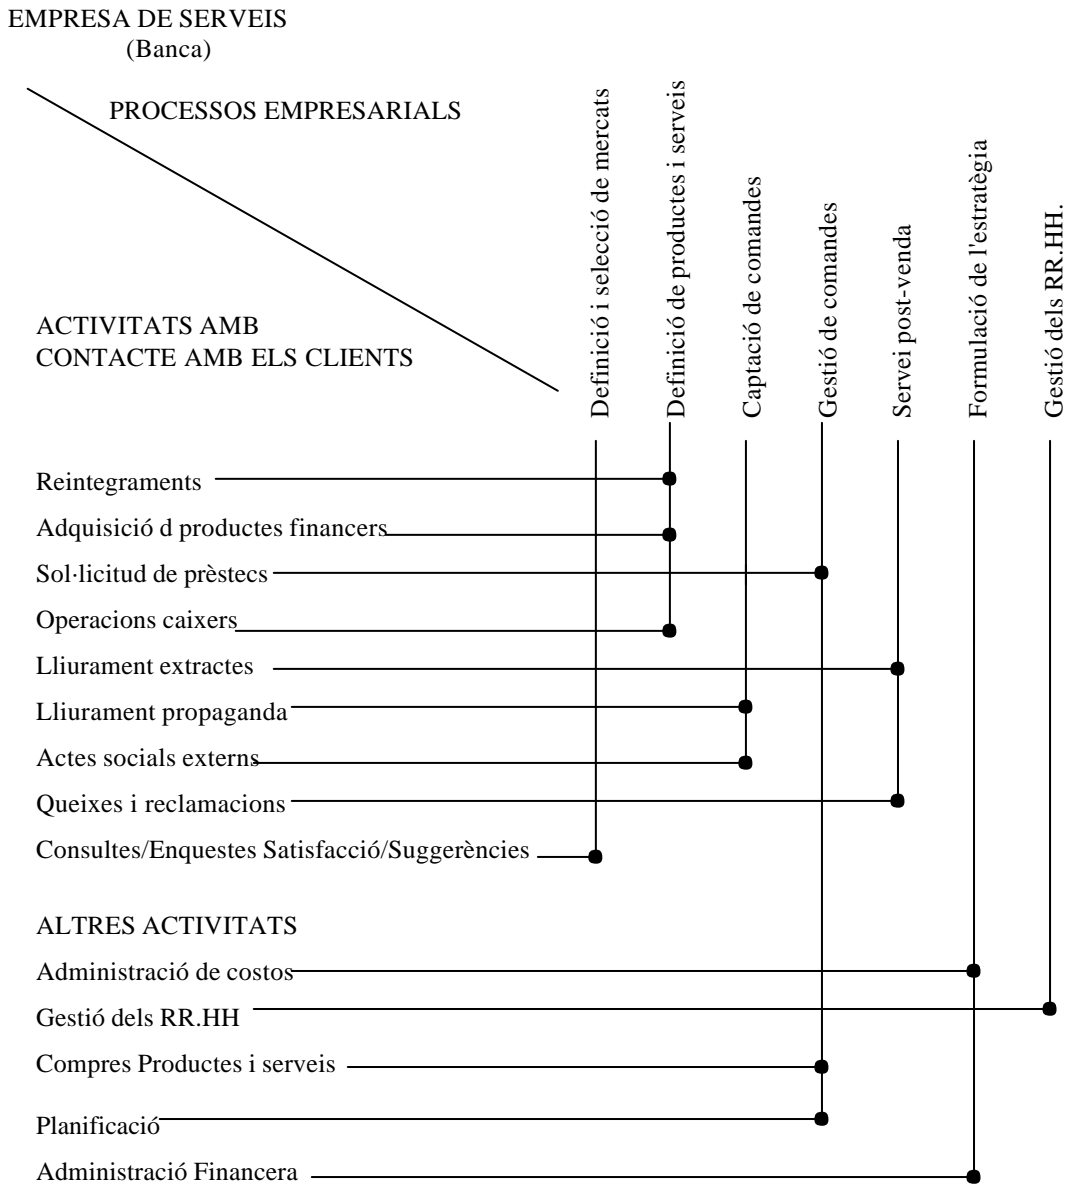 EMPRESA DE SERVEIS
(Banca)
PROCESSOS EMPRESARIALS
Definició i selecció de mercats
Definició de productes i serveis
Captació de comandes
Gestió de comandes
Servei post-venda
Formulació de l'estratègia
Gestió dels RR.HH.
ACTIVITATS AMB
CONTACTE AMB ELS CLIENTS
Reintegraments
Adquisició d productes financers
Sol·licitud de prèstecs
Operacions caixers
Lliurament extractes
Lliurament propaganda
Actes socials externs
Queixes i reclamacions
Consultes/Enquestes Satisfacció/Suggerències
ALTRES ACTIVITATS
Administració de costos
Gestió dels RR.HH
Compres Productes i serveis
Planificació
Administració Financera